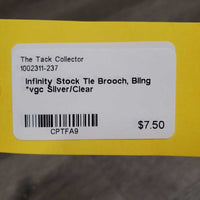 The Tack Collector
1002311-237
Infinity Stock Tie Brooch, Bling
*vgc Silver/Clear
CPTFA9
$7.50